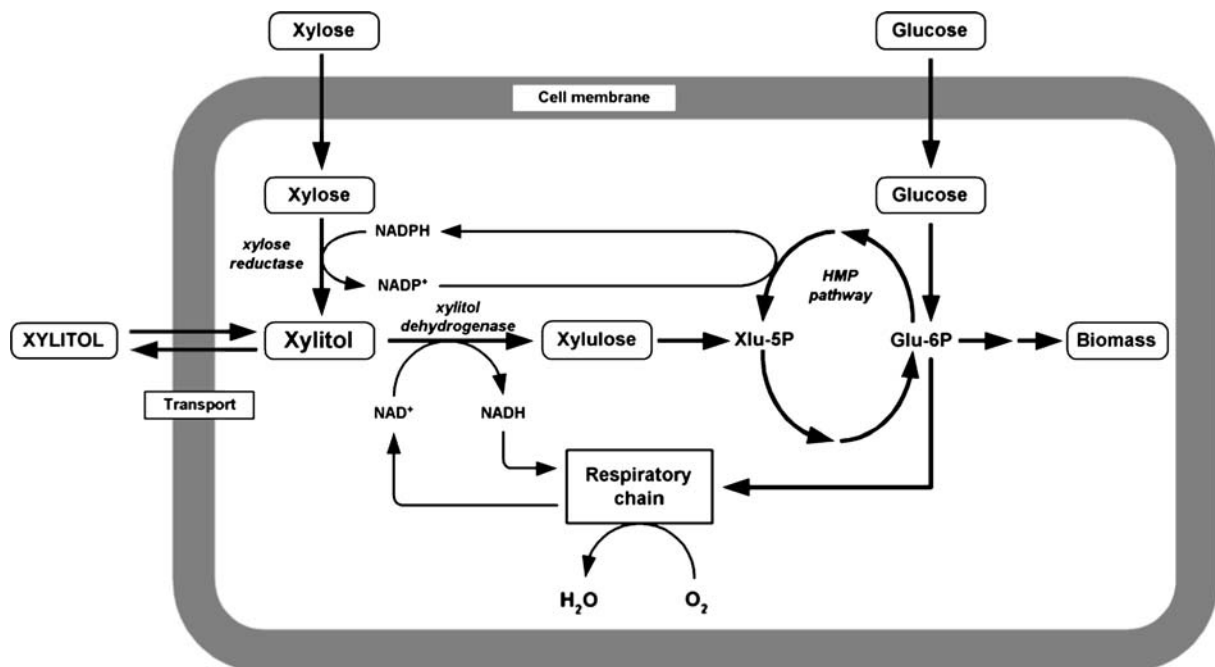 Xylose
Glucose
Cell membrane
Xylose
Glucose
xylose
reductase
NADPH
NADP⁺
HMP
pathway
xylitol
dehydrogenase
XYLITOL
Xylitol
Xylulose
Xlu-5P
Glu-6P
Biomass
Transport
NAD⁺
NADH
Respiratory
chain
H₂O
O₂